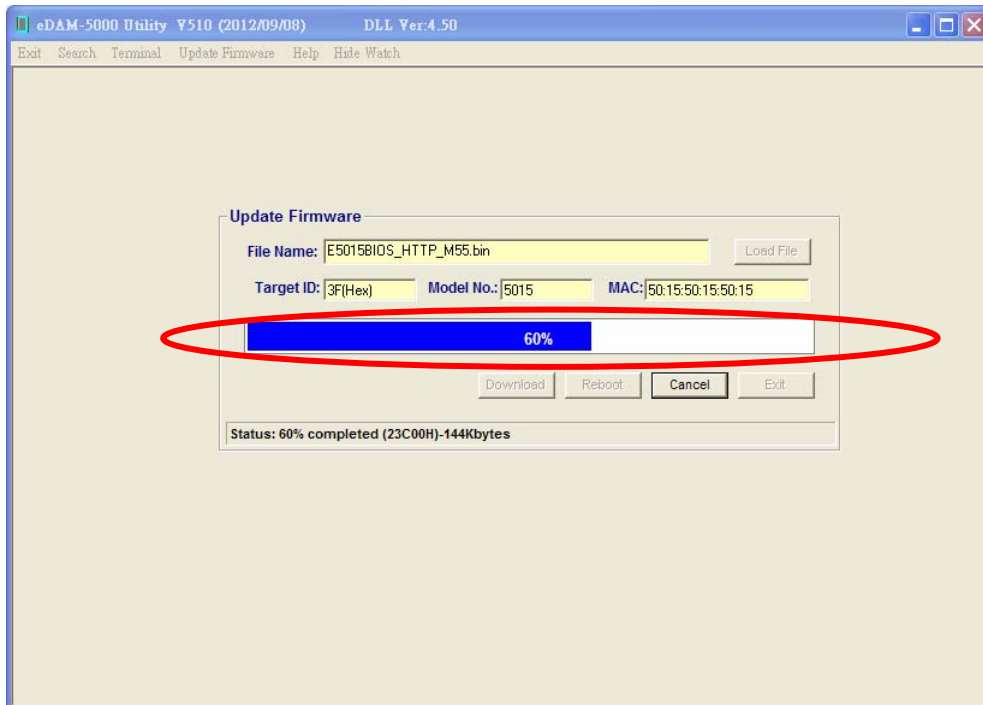 eDAM-5000 Utility V510 (2012/09/08) DLL Ver:4.50
Exit Search Terminal Update Firmware Help Hide Watch
Update Firmware
File Name: E5015BIOS_HTTP_M55.bin Load File
Target ID: 3F(Hex) Model No.: 5015 MAC: 50:15:50:15:50:15
60%
Download Reboot Cancel Exit
Status: 60% completed (23C00H)-144Kbytes